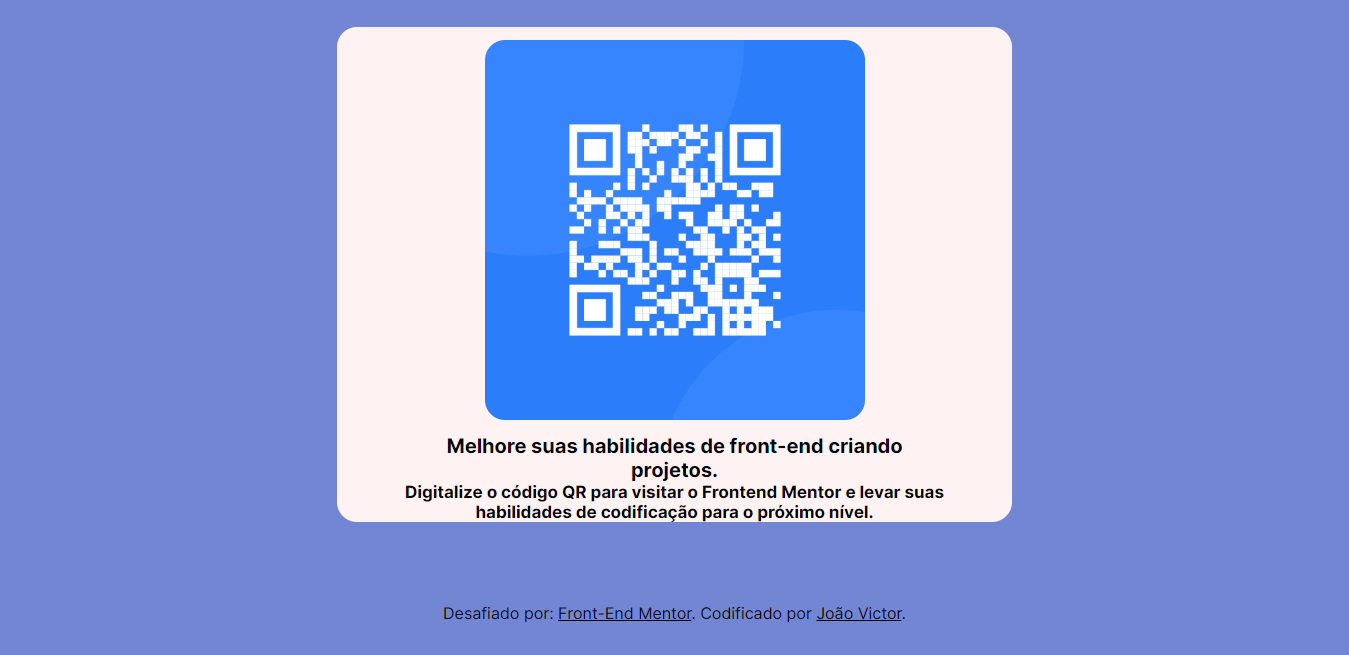 Melhore suas habilidades de front-end criando
projetos.
Digitalize o código QR para visitar o Frontend Mentor e levar suas
habilidades de codificação para o próximo nível.
Desafiado por: Front-End Mentor. Codificado por João Victor.